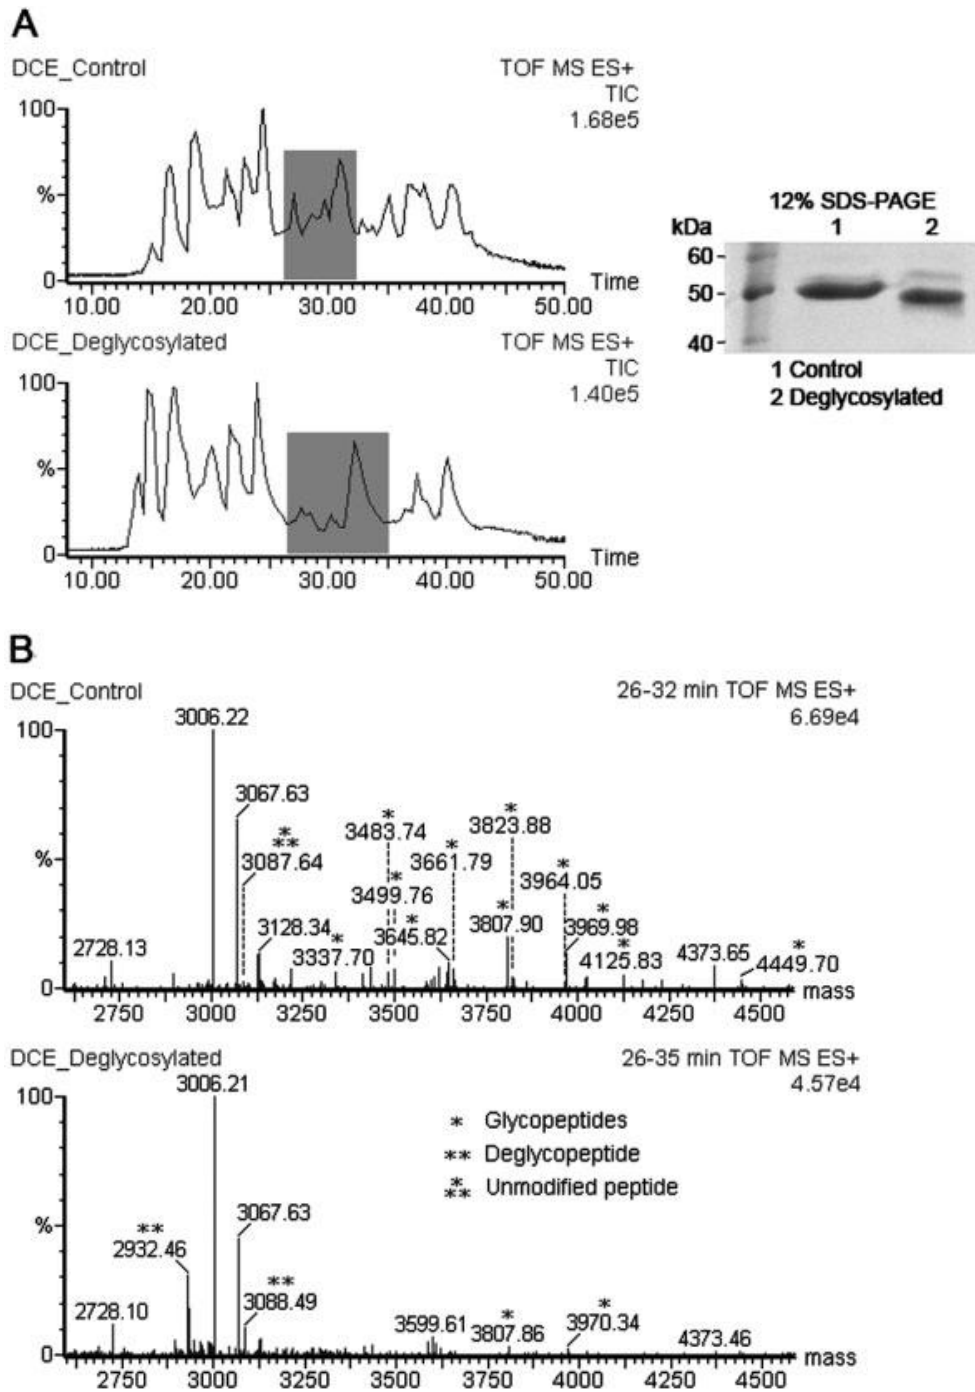 A
DCE_Control
TOF MS ES+
TIC
1.68e5
100
%
0
10.00 20.00 30.00 40.00 50.00
Time
DCE_Deglycosylated
TOF MS ES+
TIC
1.40e5
100
%
0
10.00 20.00 30.00 40.00 50.00
Time
12% SDS-PAGE
kDa 1 2
60
50
40
1 Control
2 Deglycosylated
B
DCE_Control
26-32 min TOF MS ES+
6.69e4
100
%
0
3006.22
3067.63
*
**
3087.64
*
3483.74
*
3823.88
*
3661.79
*
3964.05
*
3499.76
2728.13
3128.34
*
3337.70
*
3645.82
*
3807.90
*
3969.98
*
4125.83
4373.65
*
4449.70
mass
2750 3000 3250 3500 3750 4000 4250 4500
DCE_Deglycosylated
26-35 min TOF MS ES+
4.57e4
100
%
0
3006.21
* Glycopeptides
** Deglycopeptide
*
** Unmodified peptide
**
2932.46
3067.63
**
3088.49
2728.10
3599.61
*
3807.86
*
3970.34
4373.46
mass
2750 3000 3250 3500 3750 4000 4250 4500